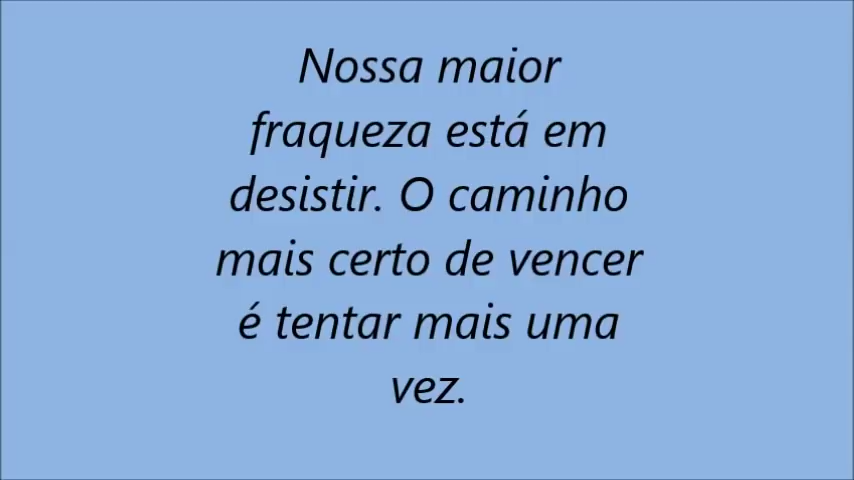 Nossa maior
fraqueza está em
desistir. O caminho
mais certo de vencer
é tentar mais uma
vez.